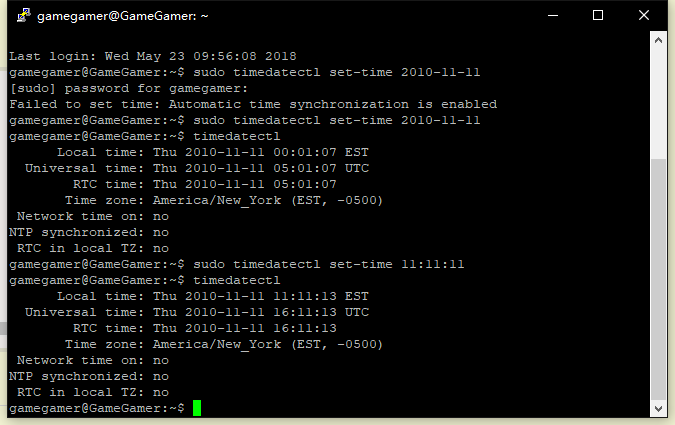 gamegamer@GameGamer: ~
Last login: Wed May 23 09:56:08 2018
gamegamer@GameGamer:~$ sudo timedatectl set-time 2010-11-11
[sudo] password for gamegamer:
Failed to set time: Automatic time synchronization is enabled
gamegamer@GameGamer:~$ sudo timedatectl set-time 2010-11-11
gamegamer@GameGamer:~$ timedatectl
      Local time: Thu 2010-11-11 00:01:07 EST
  Universal time: Thu 2010-11-11 05:01:07 UTC
        RTC time: Thu 2010-11-11 05:01:07
       Time zone: America/New_York (EST, -0500)
 Network time on: no
NTP synchronized: no
 RTC in local TZ: no
gamegamer@GameGamer:~$ sudo timedatectl set-time 11:11:11
gamegamer@GameGamer:~$ timedatectl
      Local time: Thu 2010-11-11 11:11:13 EST
  Universal time: Thu 2010-11-11 16:11:13 UTC
        RTC time: Thu 2010-11-11 16:11:13
       Time zone: America/New_York (EST, -0500)
 Network time on: no
NTP synchronized: no
 RTC in local TZ: no
gamegamer@GameGamer:~$